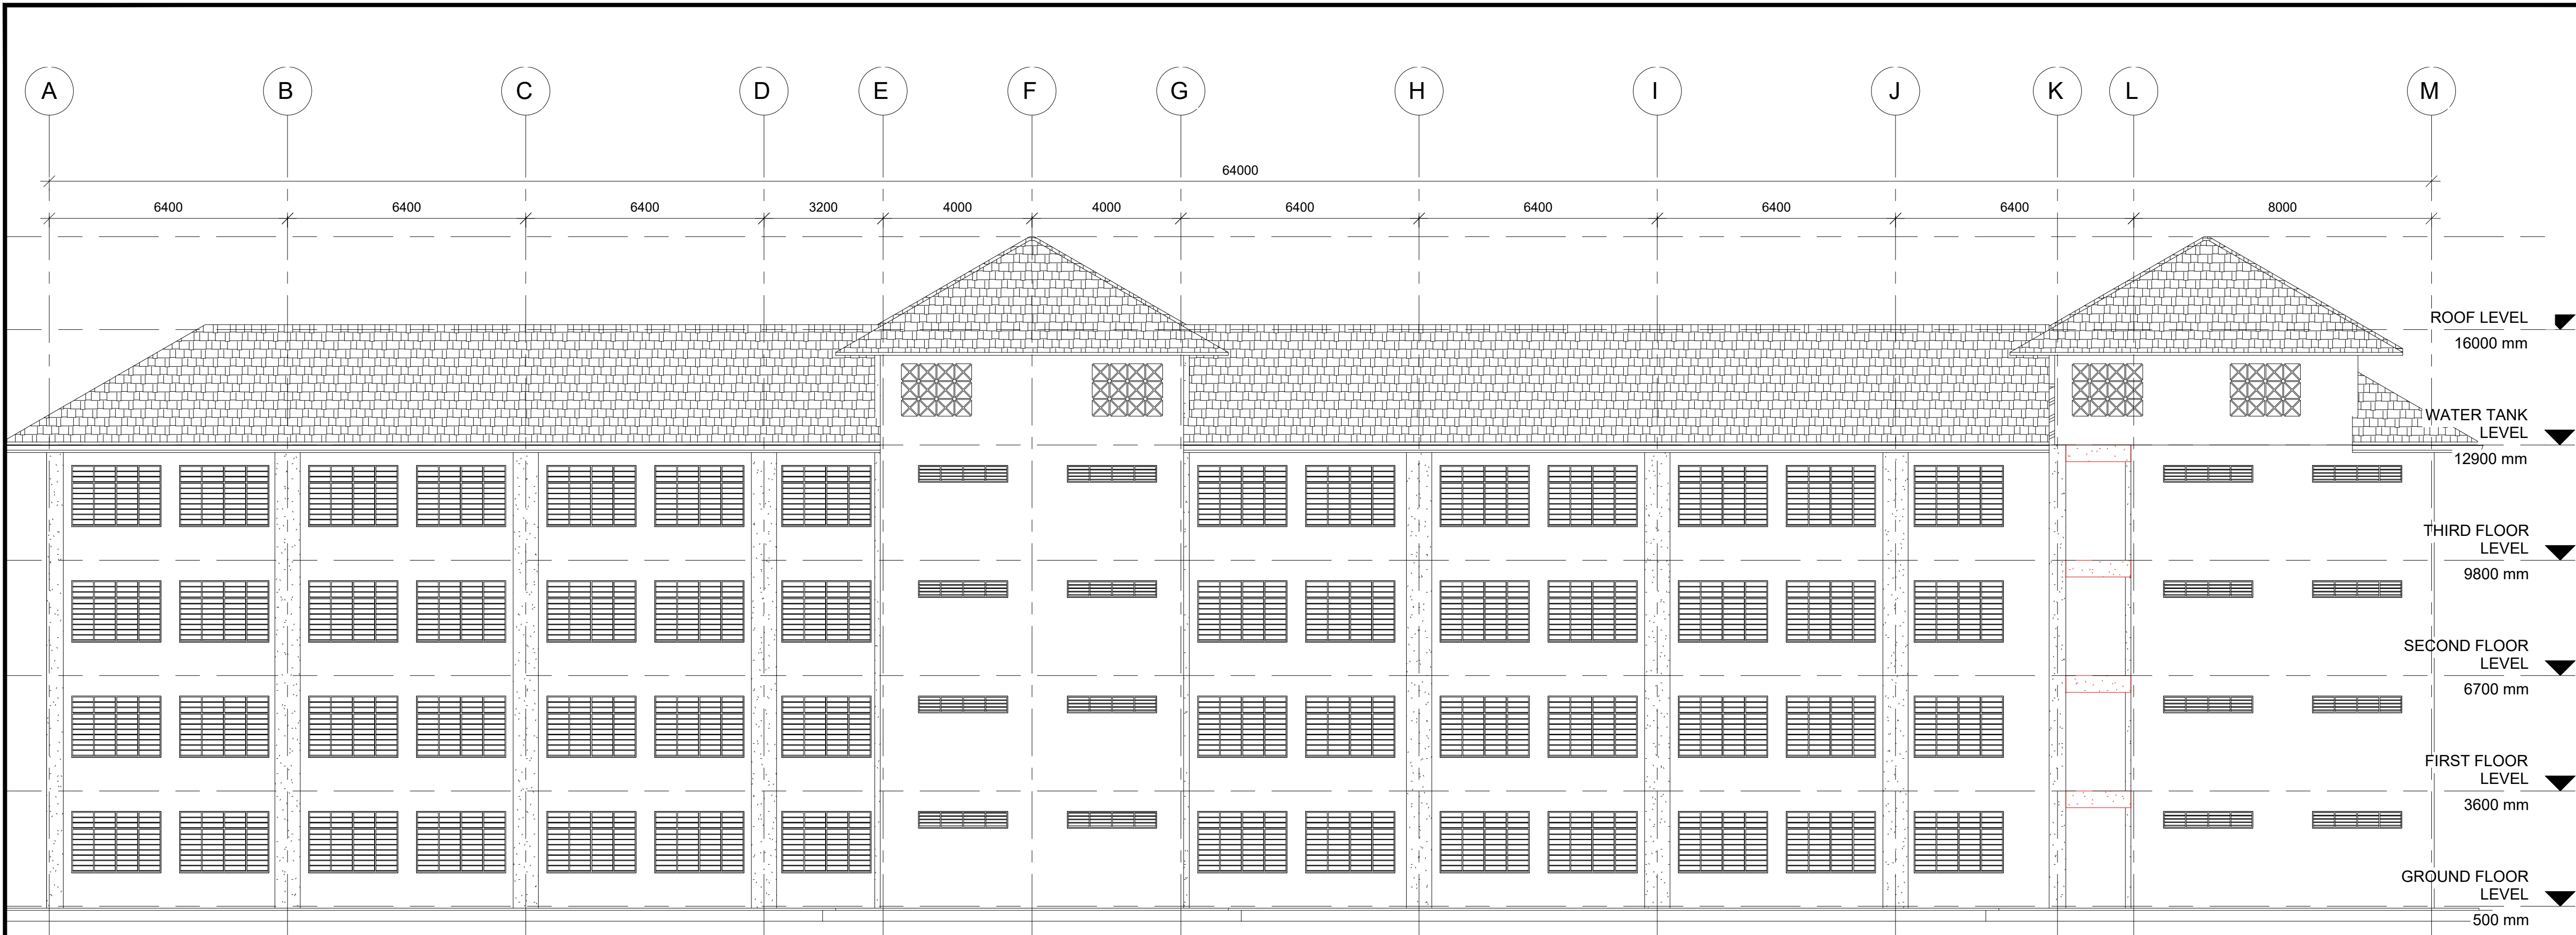 A B C D E F G H I J K L M
64000
6400 6400 6400 3200 4000 4000 6400 6400 6400 6400 8000
ROOF LEVEL
16000 mm
WATER TANK
LEVEL
12900 mm
THIRD FLOOR
LEVEL
9800 mm
SECOND FLOOR
LEVEL
6700 mm
FIRST FLOOR
LEVEL
3600 mm
GROUND FLOOR
LEVEL
500 mm